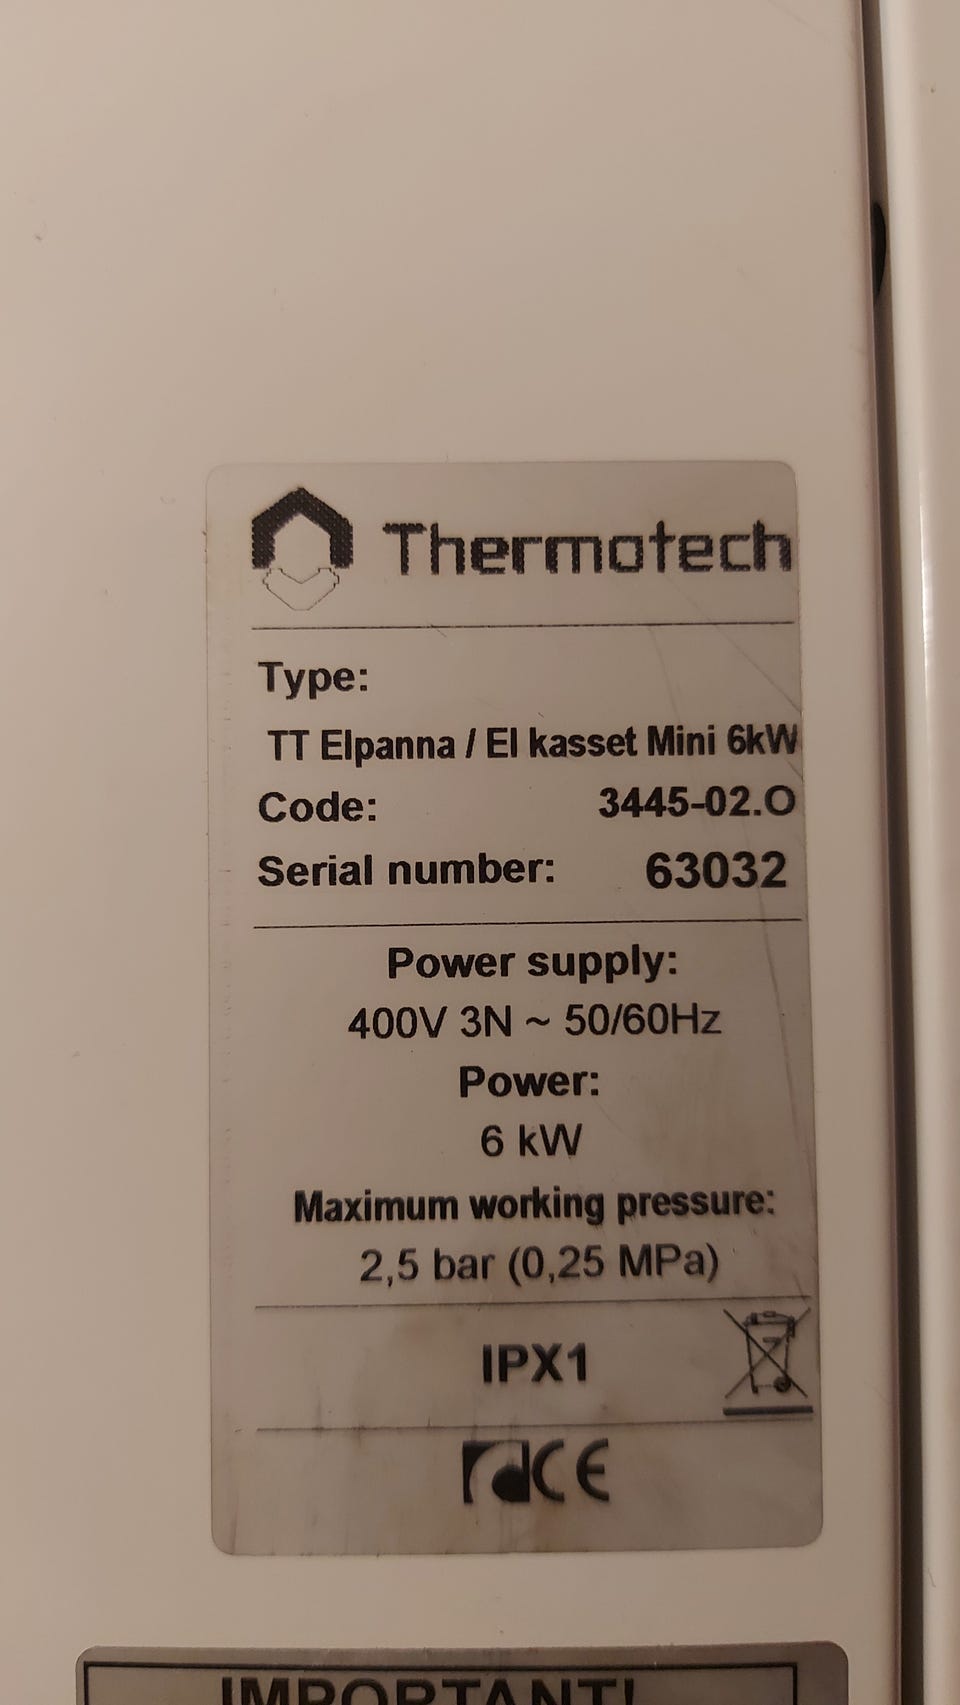 Thermotech
Type:
TT Elpanna / El kasset Mini 6kW
Code: 3445-02.O
Serial number: 63032
Power supply:
400V 3N ~ 50/60Hz
Power:
6 kW
Maximum working pressure:
2,5 bar (0,25 MPa)
IPX1
CE
IMPORTANT!